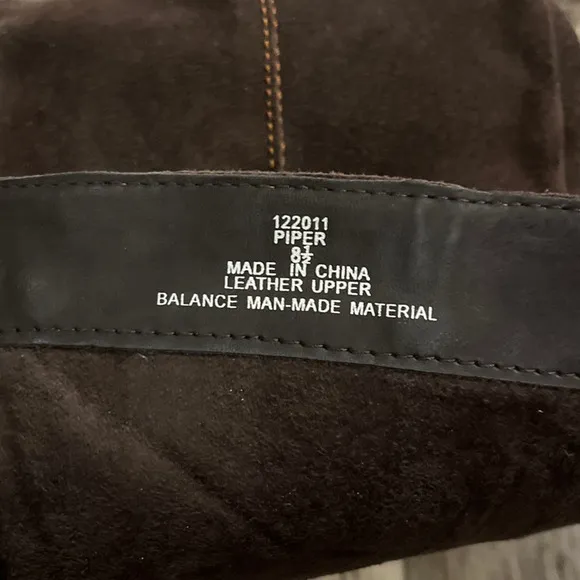 122011
PIPER
8½
MADE IN CHINA
LEATHER UPPER
BALANCE MAN-MADE MATERIAL